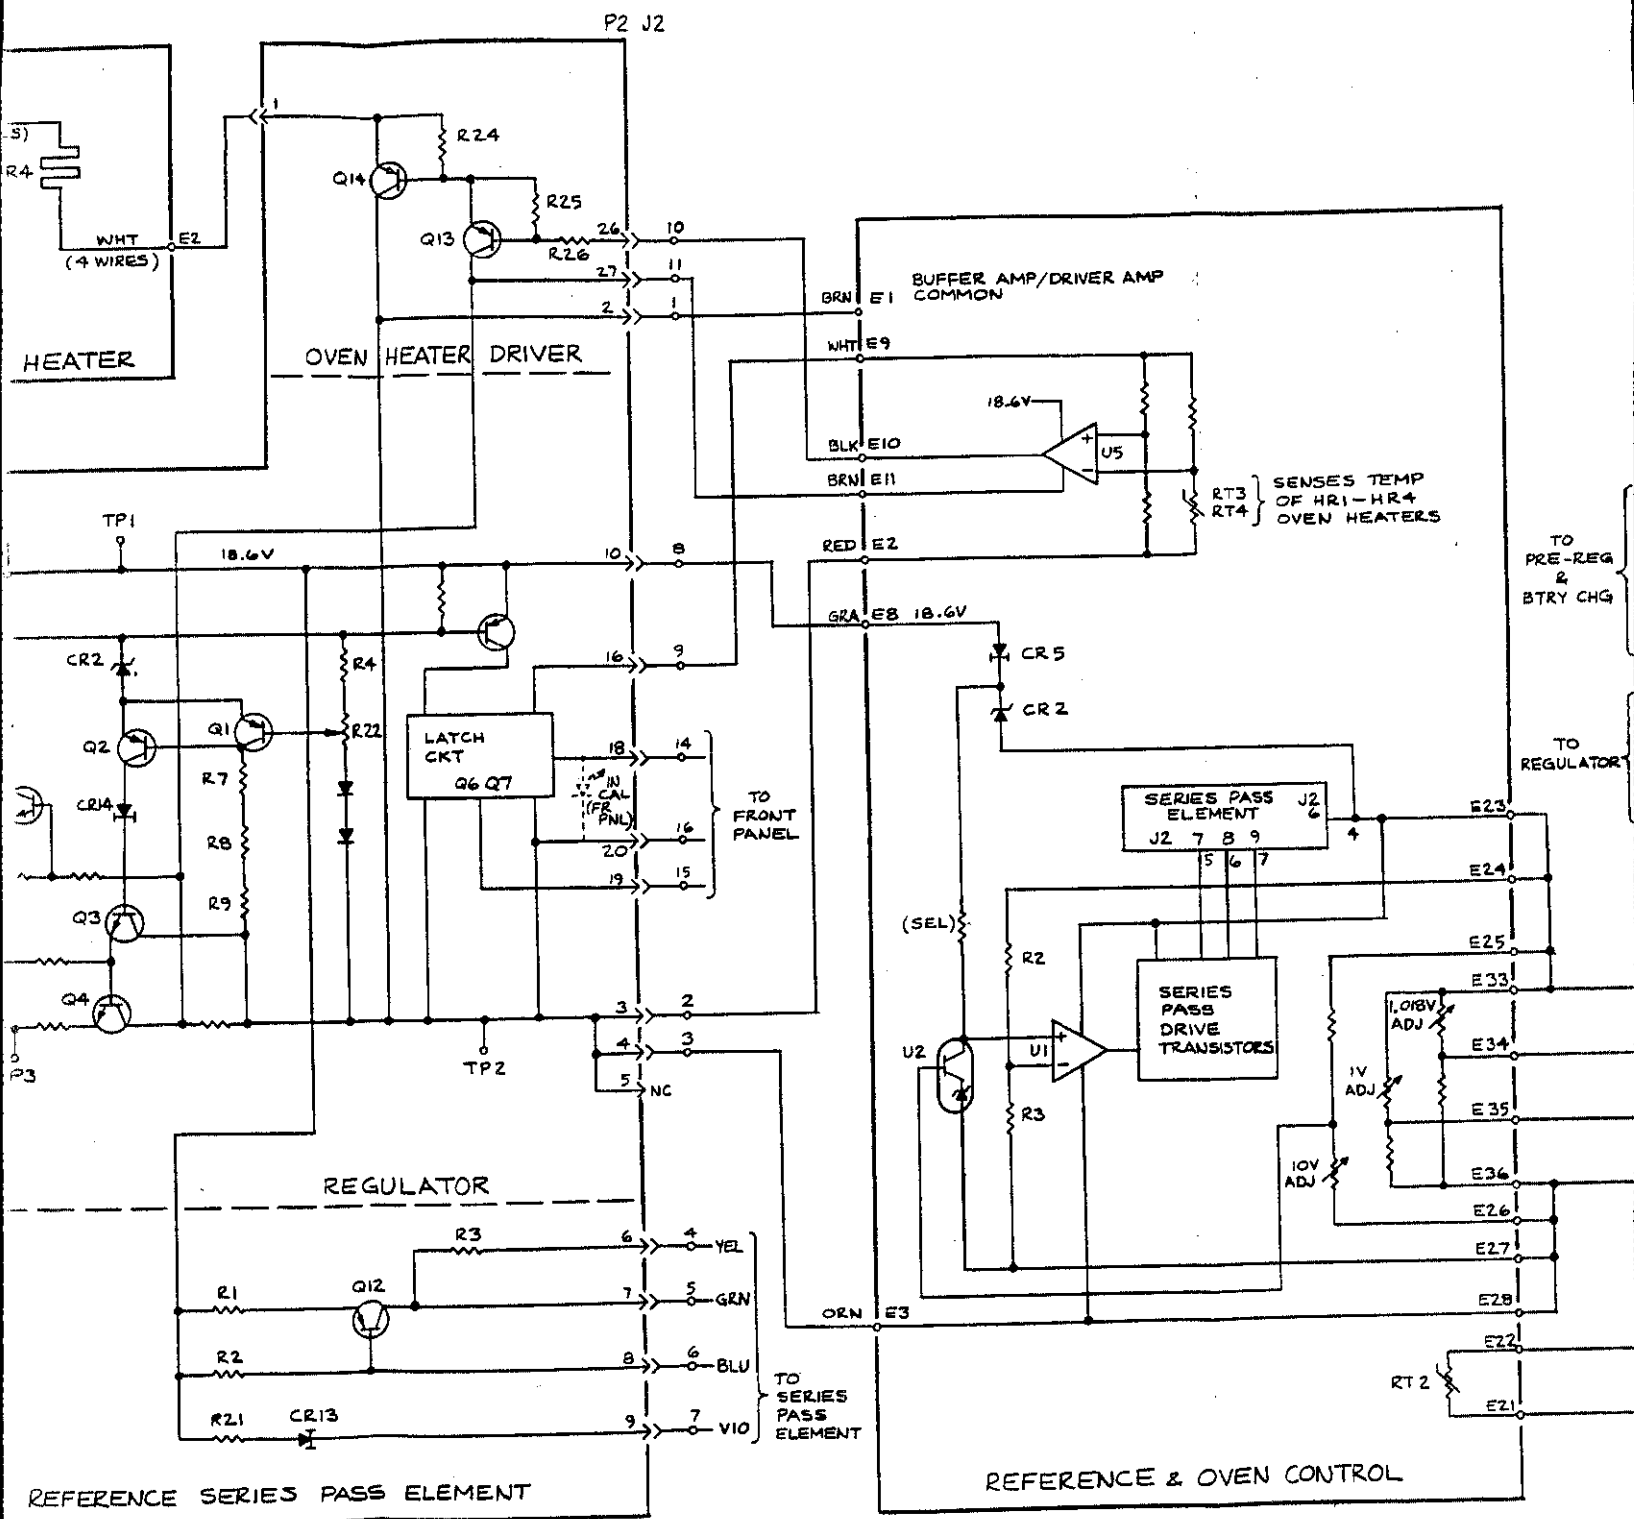 P2 J2
1
S)
R4
R24
Q14
R25
Q13
R26
26
10
WHT
(4 WIRES)
E2
27
11
2
1
BUFFER AMP/DRIVER AMP
COMMON
BRN E1
WHT E9
HEATER
OVEN HEATER DRIVER
18.6V
+
-
U5
BLK E10
BRN E11
RT3
RT4
SENSES TEMP
OF HR1-HR4
OVEN HEATERS
TP1
18.6V
10
8
RED E2
TO
PRE-REG
&
BTRY CHG
GRA E8 18.6V
CR2
R4
16
9
CR5
CR2
Q2
Q1
R22
R7
CR14
R8
R9
Q3
Q4
P3
LATCH
CKT
Q6 Q7
18
14
IN
CAL
(FR
PNL)
20
16
19
15
TO
FRONT
PANEL
TO
REGULATOR
SERIES PASS
ELEMENT
J2
6
J2 7 8 9
4
5 6 7
E23
E24
(SEL)
R2
E25
E33
SERIES
PASS
DRIVE
TRANSISTORS
1.018V
ADJ
E34
U2
+
-
U1
1V
ADJ
R3
E35
10V
ADJ
E36
E26
E27
E28
3
2
4
3
5
NC
TP2
REGULATOR
R3
6
4
YEL
R1
Q12
7
5
GRN
ORN E3
R2
8
6
BLU
R21
CR13
9
7
VIO
TO
SERIES
PASS
ELEMENT
E22
RT2
E21
REFERENCE SERIES PASS ELEMENT
REFERENCE & OVEN CONTROL